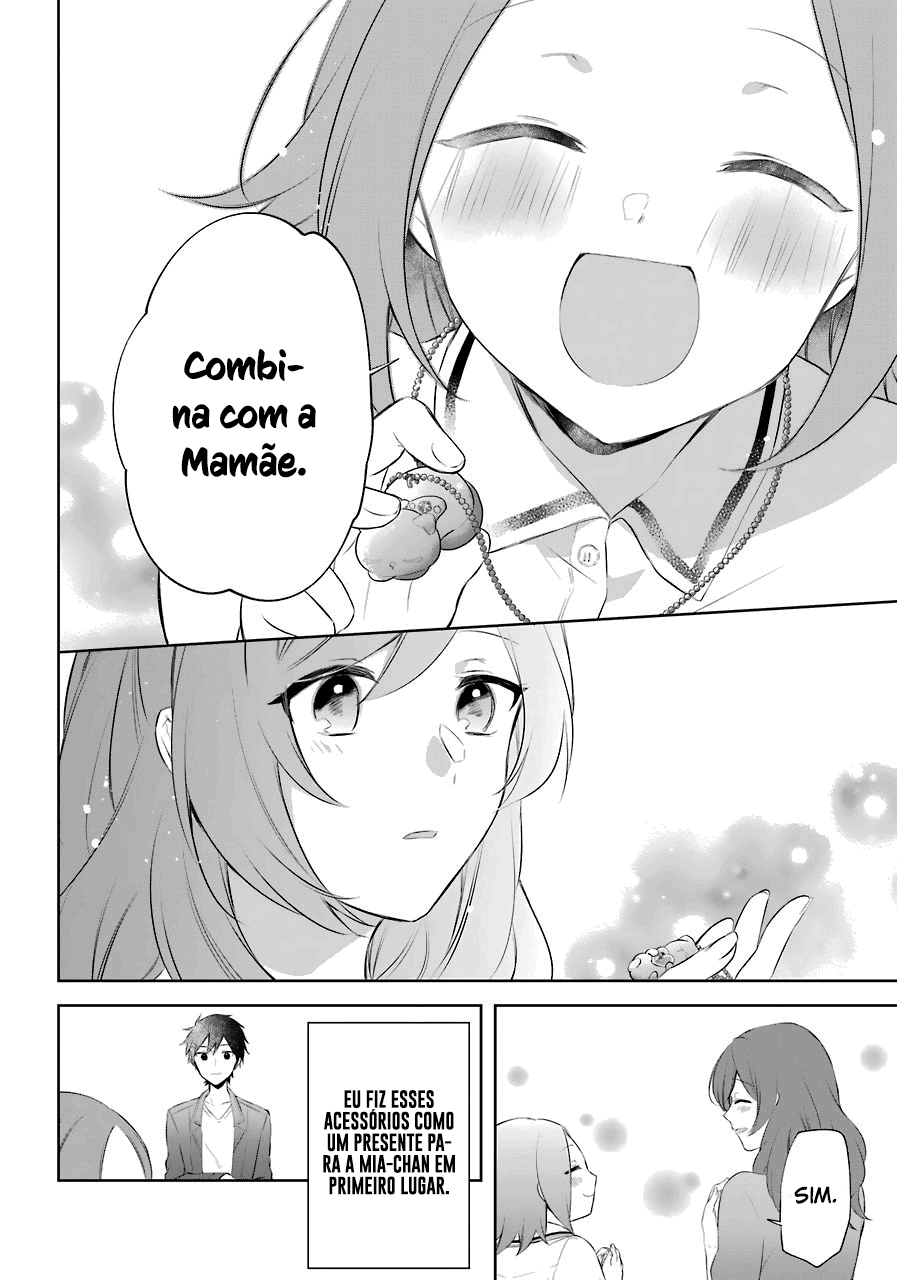 Combi-
na com a
Mamãe.
EU FIZ ESSES
ACESSÓRIOS COMO
UM PRESENTE PA-
RA A MIA-CHAN EM
PRIMEIRO LUGAR.
SIM.